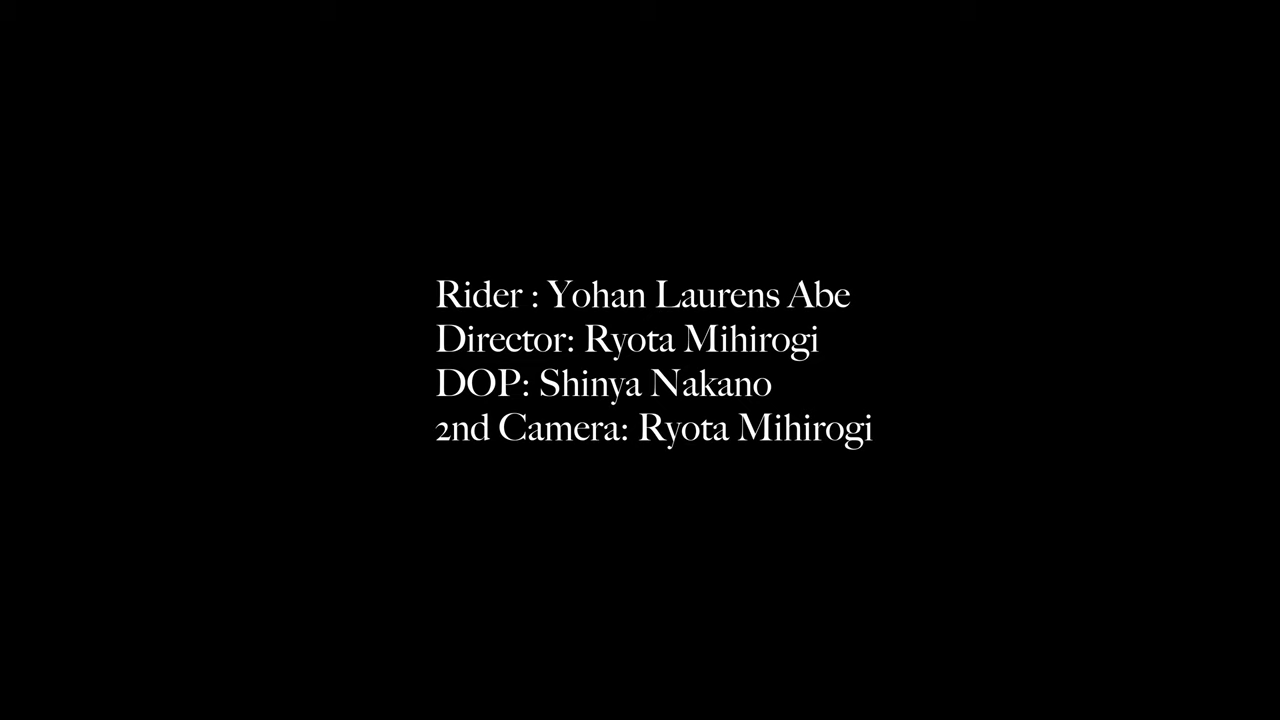 Rider : Yohan Laurens Abe
Director: Ryota Mihirogi
DOP: Shinya Nakano
2nd Camera: Ryota Mihirogi